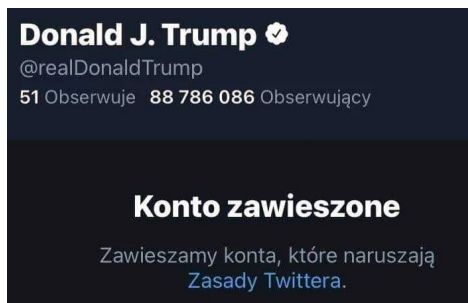 Donald J. Trump
@realDonaldTrump
51 Obserwuje 88 786 086 Obserwujący
Konto zawieszone
Zawieszamy konta, które naruszają
Zasady Twittera.